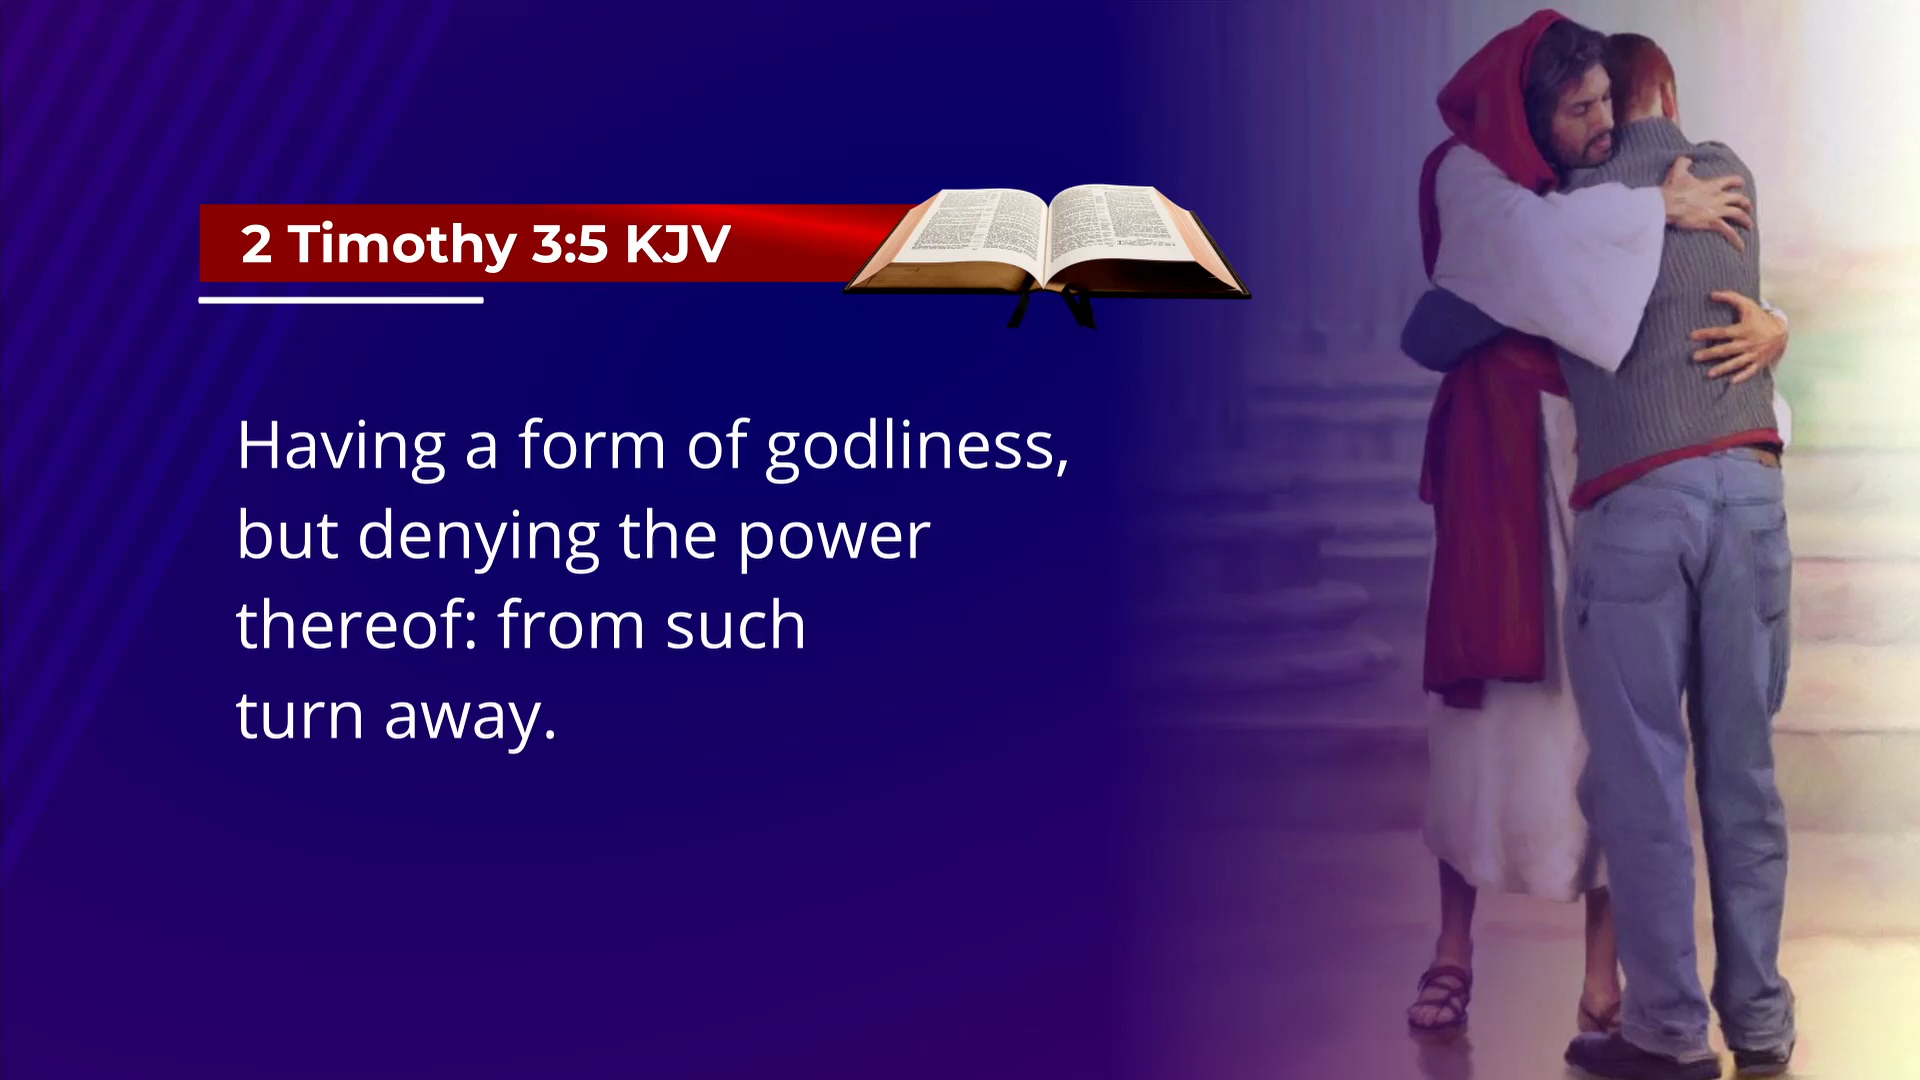 2 Timothy 3:5 KJV
Having a form of godliness,
but denying the power
thereof: from such
turn away.